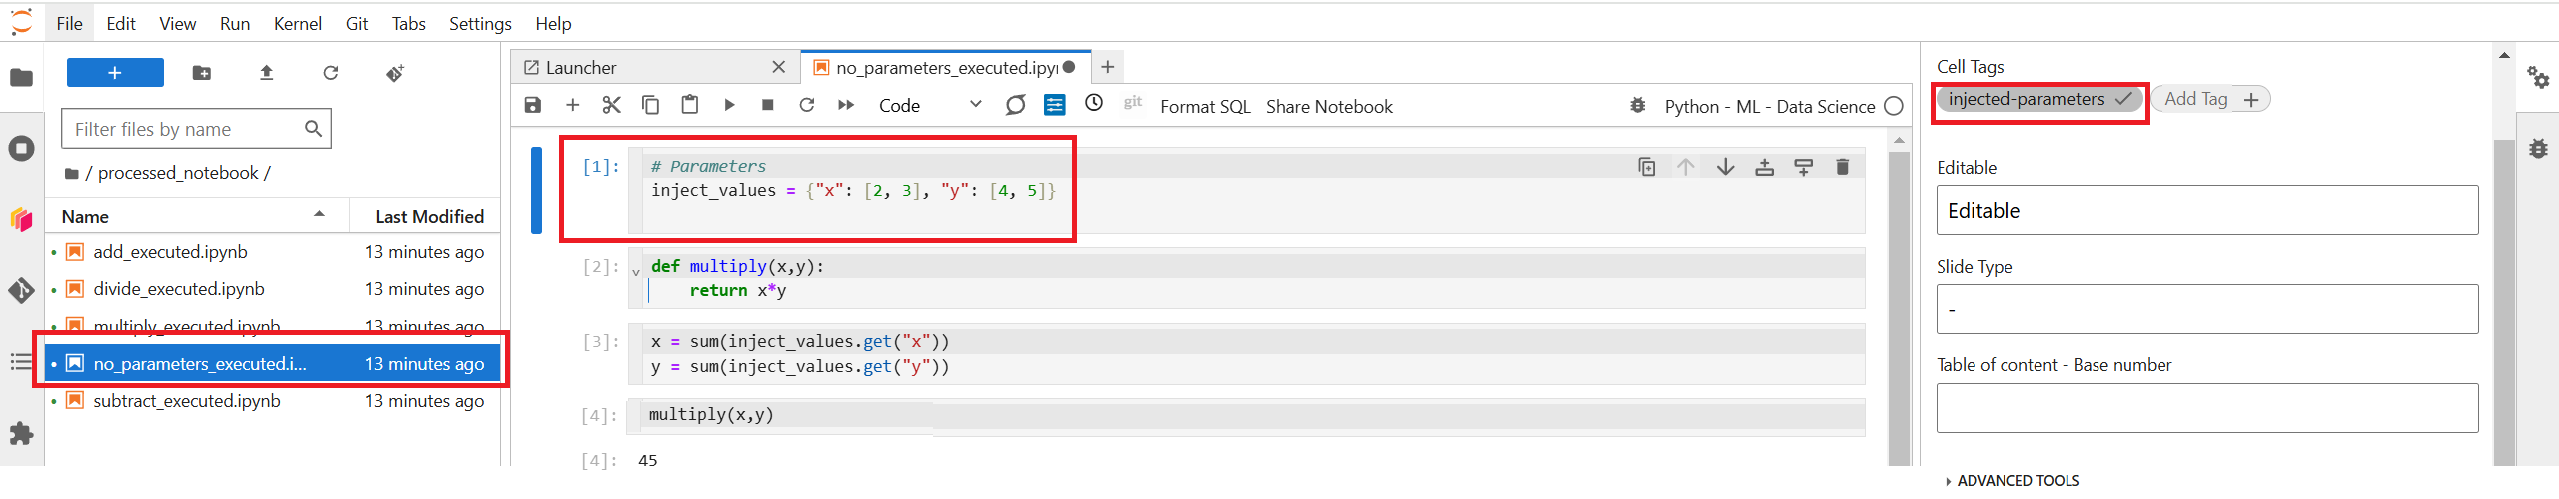 File Edit View Run Kernel Git Tabs Settings Help
+
Filter files by name
/ processed_notebook /
Name Last Modified
add_executed.ipynb 13 minutes ago
divide_executed.ipynb 13 minutes ago
multiply_executed.ipynb 13 minutes ago
no_parameters_executed.i... 13 minutes ago
subtract_executed.ipynb 13 minutes ago
Launcher
no_parameters_executed.ipyn
Code git Format SQL Share Notebook Python - ML - Data Science
[1]: # Parameters
inject_values = {"x": [2, 3], "y": [4, 5]}
[2]: def multiply(x,y):
return x*y
[3]: x = sum(inject_values.get("x"))
y = sum(inject_values.get("y"))
[4]: multiply(x,y)
[4]: 45
Cell Tags
injected-parameters Add Tag +
Editable
Editable
Slide Type
-
Table of content - Base number
ADVANCED TOOLS